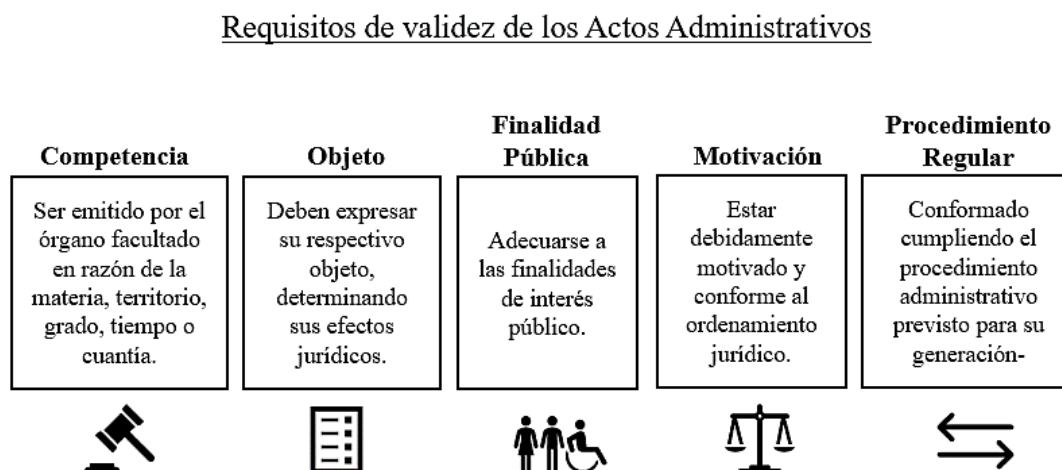 Requisitos de validez de los Actos Administrativos
Competencia
Ser emitido por el
órgano facultado
en razón de la
materia, territorio,
grado, tiempo o
cuantía.
Objeto
Deben expresar
su respectivo
objeto,
determinando
sus efectos
jurídicos.
Finalidad
Pública
Adecuarse a
las finalidades
de interés
público.
Motivación
Estar
debidamente
motivado y
conforme al
ordenamiento
jurídico.
Procedimiento
Regular
Conformado
cumpliendo el
procedimiento
administrativo
previsto para su
generación-